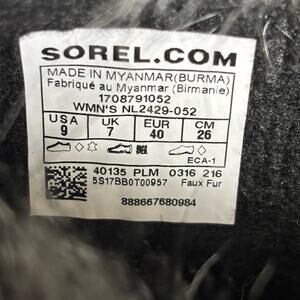 SOREL.COM
MADE IN MYANMAR(BURMA)
Fabriqué au Myanmar (Birmanie)
1708791052
WMN'S NL2429-052
USA UK EUR CM
9 7 40 26
ECA-1
40135 PLM 0316 216
5S17BB0T00957 Faux Fur
888667680984